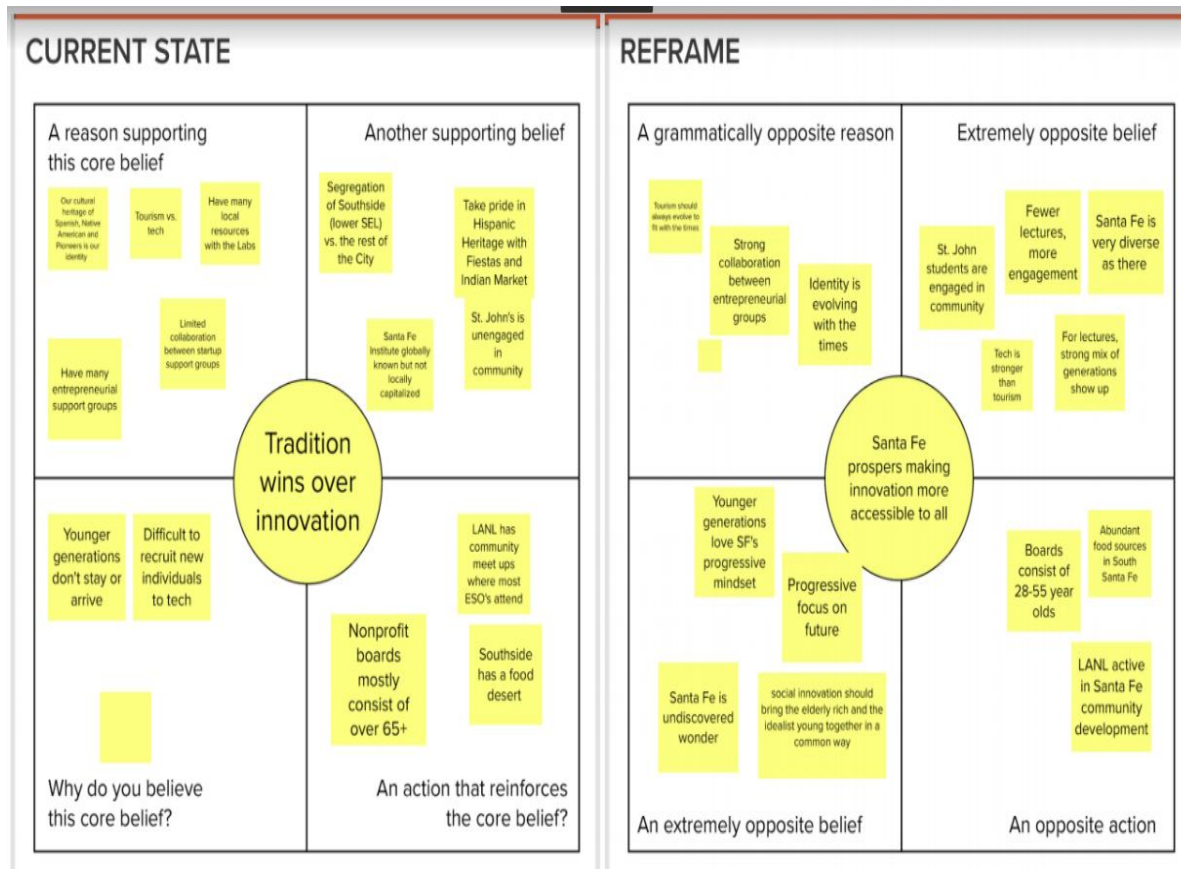 CURRENT STATE
A reason supporting
this core belief
Our cultural
heritage of
Spanish, Native
American and
Pioneers is our
identity
Tourism vs.
tech
Have many
local
resources
with the Labs
Limited
collaboration
between startup
support groups
Have many
entrepreneurial
support groups
Another supporting belief
Segregation
of Southside
(lower SEL)
vs. the rest of
the City
Take pride in
Hispanic
Heritage with
Fiestas and
Indian Market
Santa Fe
Institute globally
known but not
locally
capitalized
St. John's is
unengaged
in
community
Tradition
wins over
innovation
Younger
generations
don't stay or
arrive
Difficult to
recruit new
individuals
to tech
Why do you believe
this core belief?
LANL has
community
meet ups
where most
ESO's attend
Nonprofit
boards
mostly
consist of
over 65+
Southside
has a food
desert
An action that reinforces
the core belief?
REFRAME
A grammatically opposite reason
Tourism should
always evolve to
fit with the times
Strong
collaboration
between
entrepreneurial
groups
Identity is
evolving
with the
times
Extremely opposite belief
St. John
students are
engaged in
community
Fewer
lectures,
more
engagement
Santa Fe is
very diverse
as there
Tech is
stronger
than
tourism
For lectures,
strong mix of
generations
show up
Santa Fe
prospers making
innovation more
accessible to all
Younger
generations
love SF's
progressive
mindset
Progressive
focus on
future
Santa Fe is
undiscovered
wonder
social innovation should
bring the elderly rich and the
idealist young together in a
common way
An extremely opposite belief
Boards
consist of
28-55 year
olds
Abundant
food sources
in South
Santa Fe
LANL active
in Santa Fe
community
development
An opposite action